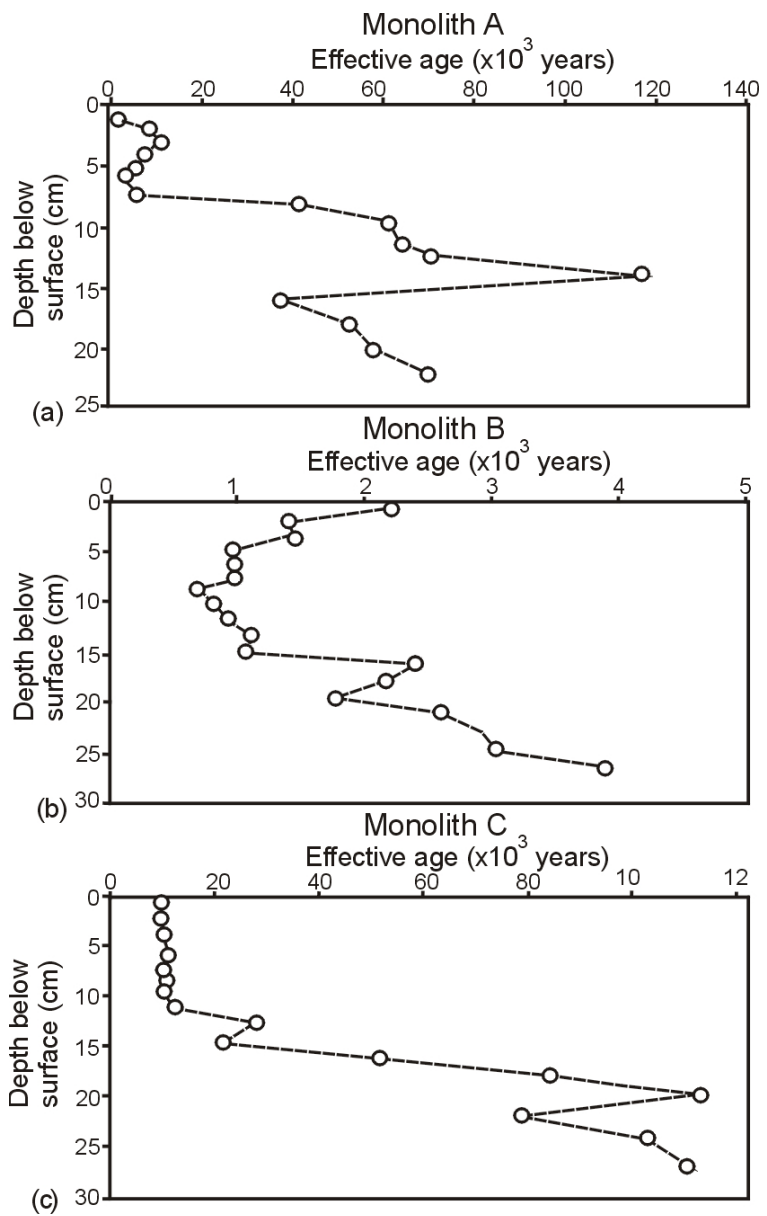 Monolith A
Effective age (x10³ years)
0 20 40 60 80 100 120 140
0
5
10
15
20
25
Depth below
surface (cm)
(a)
Monolith B
Effective age (x10³ years)
0 1 2 3 4 5
0
5
10
15
20
25
30
Depth below
surface (cm)
(b)
Monolith C
Effective age (x10³ years)
0 20 40 60 80 10 12
0
5
10
15
20
25
30
Depth below
surface (cm)
(c)